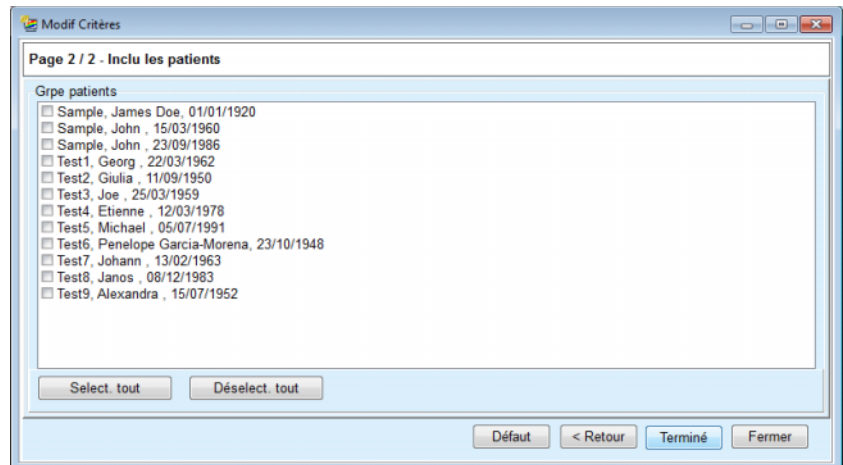 Modif Critères
Page 2 / 2 - Inclu les patients
Grpe patients
Sample, James Doe, 01/01/1920
Sample, John , 15/03/1960
Sample, John , 23/09/1986
Test1, Georg , 22/03/1962
Test2, Giulia , 11/09/1950
Test3, Joe , 25/03/1959
Test4, Etienne , 12/03/1978
Test5, Michael , 05/07/1991
Test6, Penelope Garcia-Morena, 23/10/1948
Test7, Johann , 13/02/1963
Test8, Janos , 08/12/1983
Test9, Alexandra , 15/07/1952
Select. tout Déselect. tout
Défaut < Retour Terminé Fermer